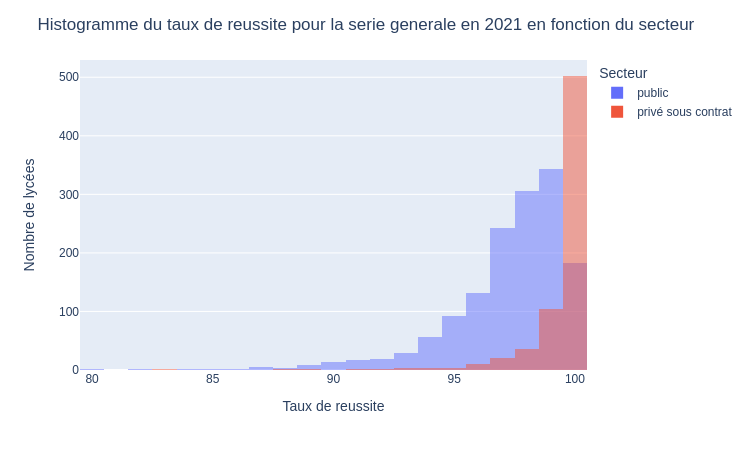 Histogramme du taux de reussite pour la serie generale en 2021 en fonction du secteur
Secteur
public
privé sous contrat
Nombre de lycées
500
400
300
200
100
0
80
85
90
95
100
Taux de reussite